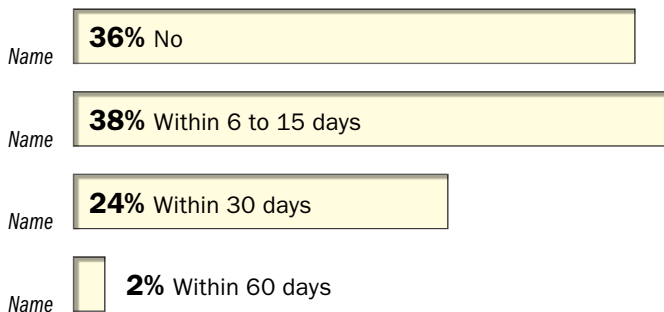 Name 36% No
Name 38% Within 6 to 15 days
Name 24% Within 30 days
Name 2% Within 60 days